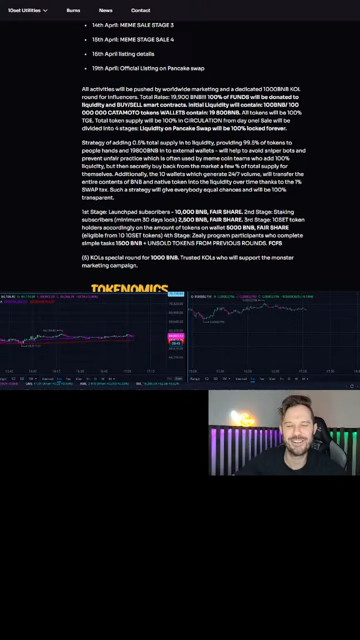 10set Utilities
Burns
News
Contact
14th April: MEME SALE STAGE 3
15th April: MEME STAGE SALE 4
16th April listing details
19th April: Official Listing on Pancake swap
All activities will be pushed by worldwide marketing and a dedicated 1000BNB KOL
round for influencers. Total Raise: 19,900 BNB!!! 100% of FUNDS will be donated to
liquidity and BUY/SELL smart contracts. Initial Liquidity will contain: 100BNB/ 100
000 000 CATAMOTO tokens WALLETS contain: 19 800BNB. All tokens will be 100%
TGE. Total token supply will be 100% in CIRCULATION from day one! Sale will be
divided into 4 stages: Liquidity on Pancake Swap will be 100% locked forever.
Strategy of adding 0.5% total supply in to liquidity, providing 99.5% of tokens to
people hands and 19800BNB in to external wallets - will help to avoid sniper bots and
prevent unfair practice which is often used by meme coin teams who add 100%
liquidity, but then secretly buy back from the market a few % of total supply for
themselves. Additionally, the 10 wallets which generate 24/7 volume, will transfer the
entire contents of BNB and native token into the liquidity over time thanks to the 1%
SWAP tax. Such a strategy will give everybody equal chances and will be 100%
transparent.
1st Stage: Launchpad subscribers - 10,000 BNB, FAIR SHARE. 2nd Stage: Staking
subscribers (minimum 30 days lock) 2,500 BNB, FAIR SHARE. 3rd Stage: 10SET token
holders accordingly on the amount of tokens on wallet 5000 BNB, FAIR SHARE
(eligible from 10 10SET tokens) 4th Stage: Zealy program participants who complete
simple tasks 1500 BNB + UNSOLD TOKENS FROM PREVIOUS ROUNDS. FCFS
(5) KOLs special round for 1000 BNB. Trusted KOLs who will support the monster
marketing campaign.
TOKENOMICS